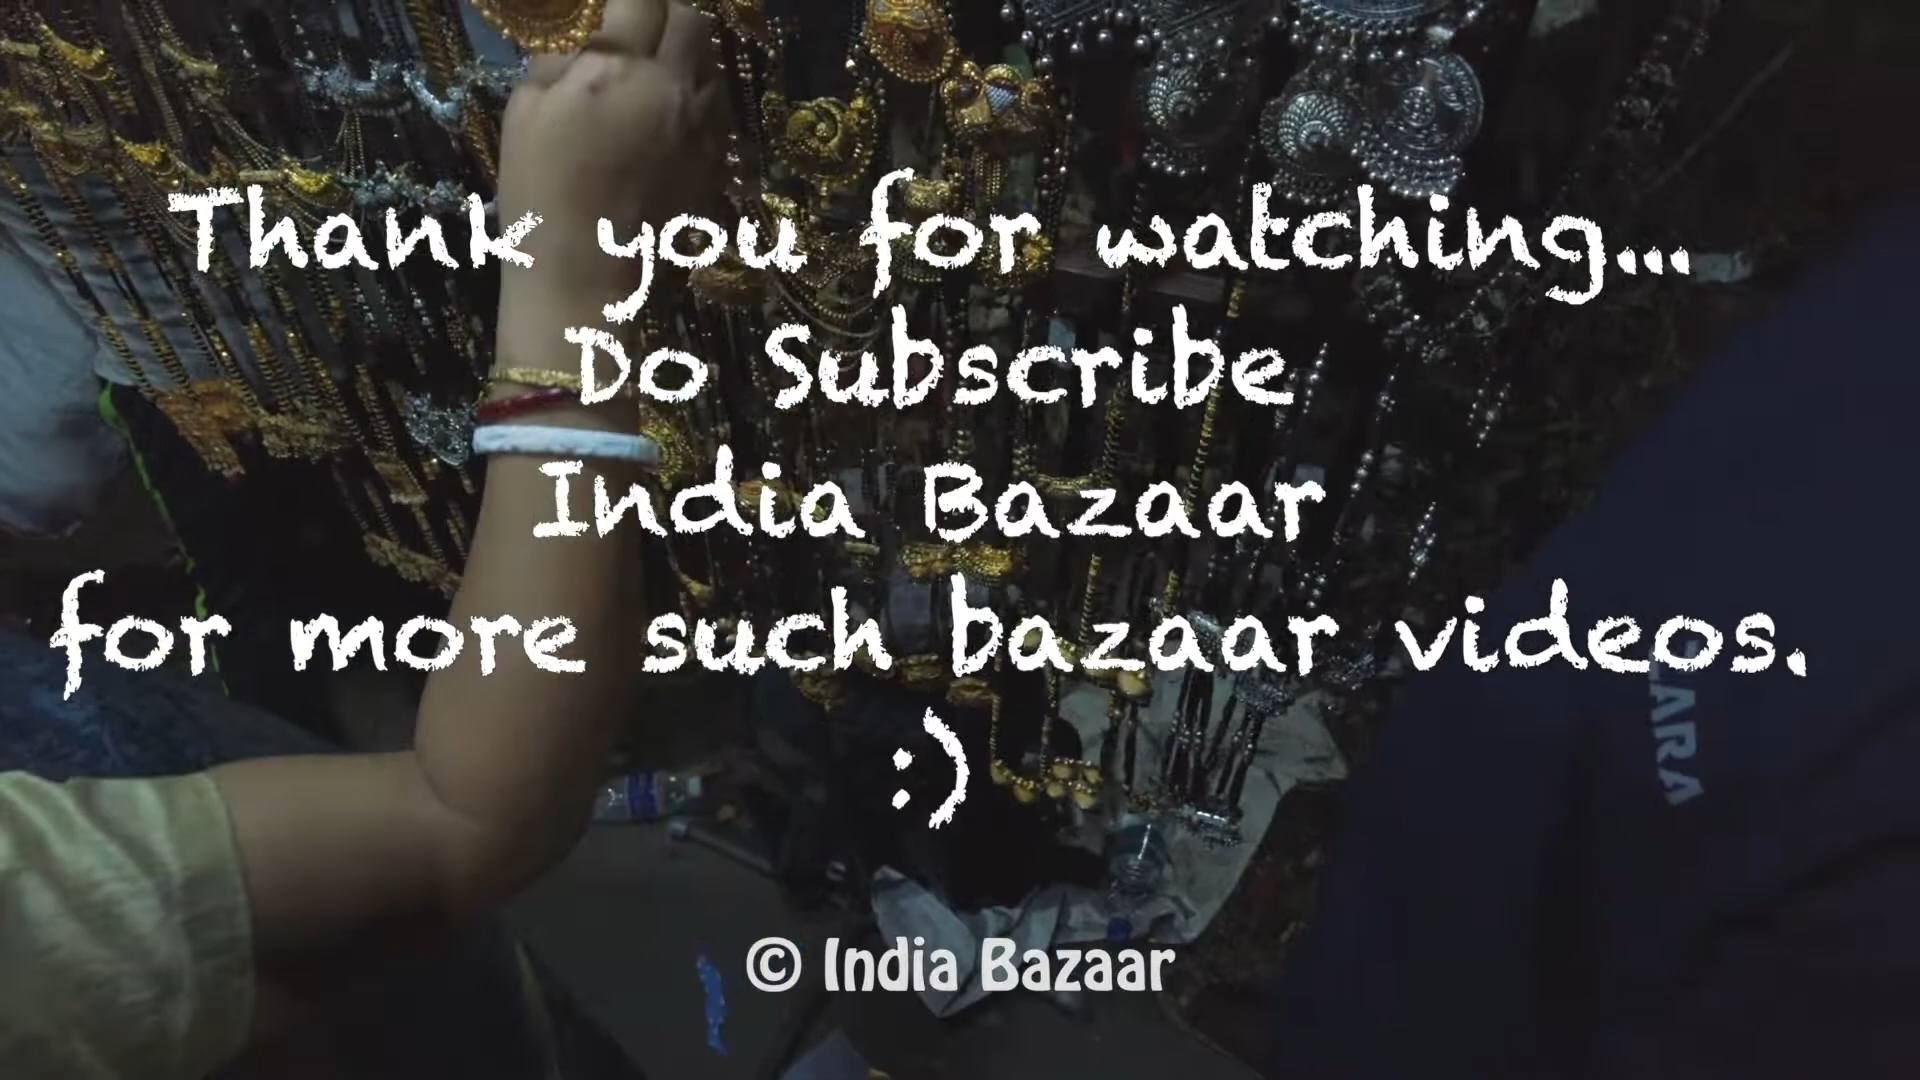 Thank you for watching...
Do Subscribe
India Bazaar
for more such bazaar videos.
:)
© India Bazaar